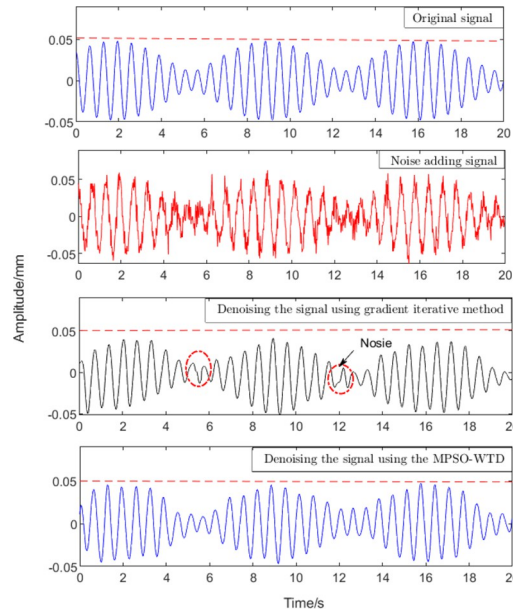 Original signal
0.05
0
-0.05
0 2 4 6 8 10 12 14 16 18 20
Noise adding signal
0.05
0
-0.05
0 2 4 6 8 10 12 14 16 18 20
Amplitude/mm
Denoising the signal using gradient iterative method
0.05
Nosie
0
-0.05
0 2 4 6 8 10 12 14 16 18 20
Denoising the signal using the MPSO-WTD
0.05
0
-0.05
0 2 4 6 8 10 12 14 16 18 20
Time/s